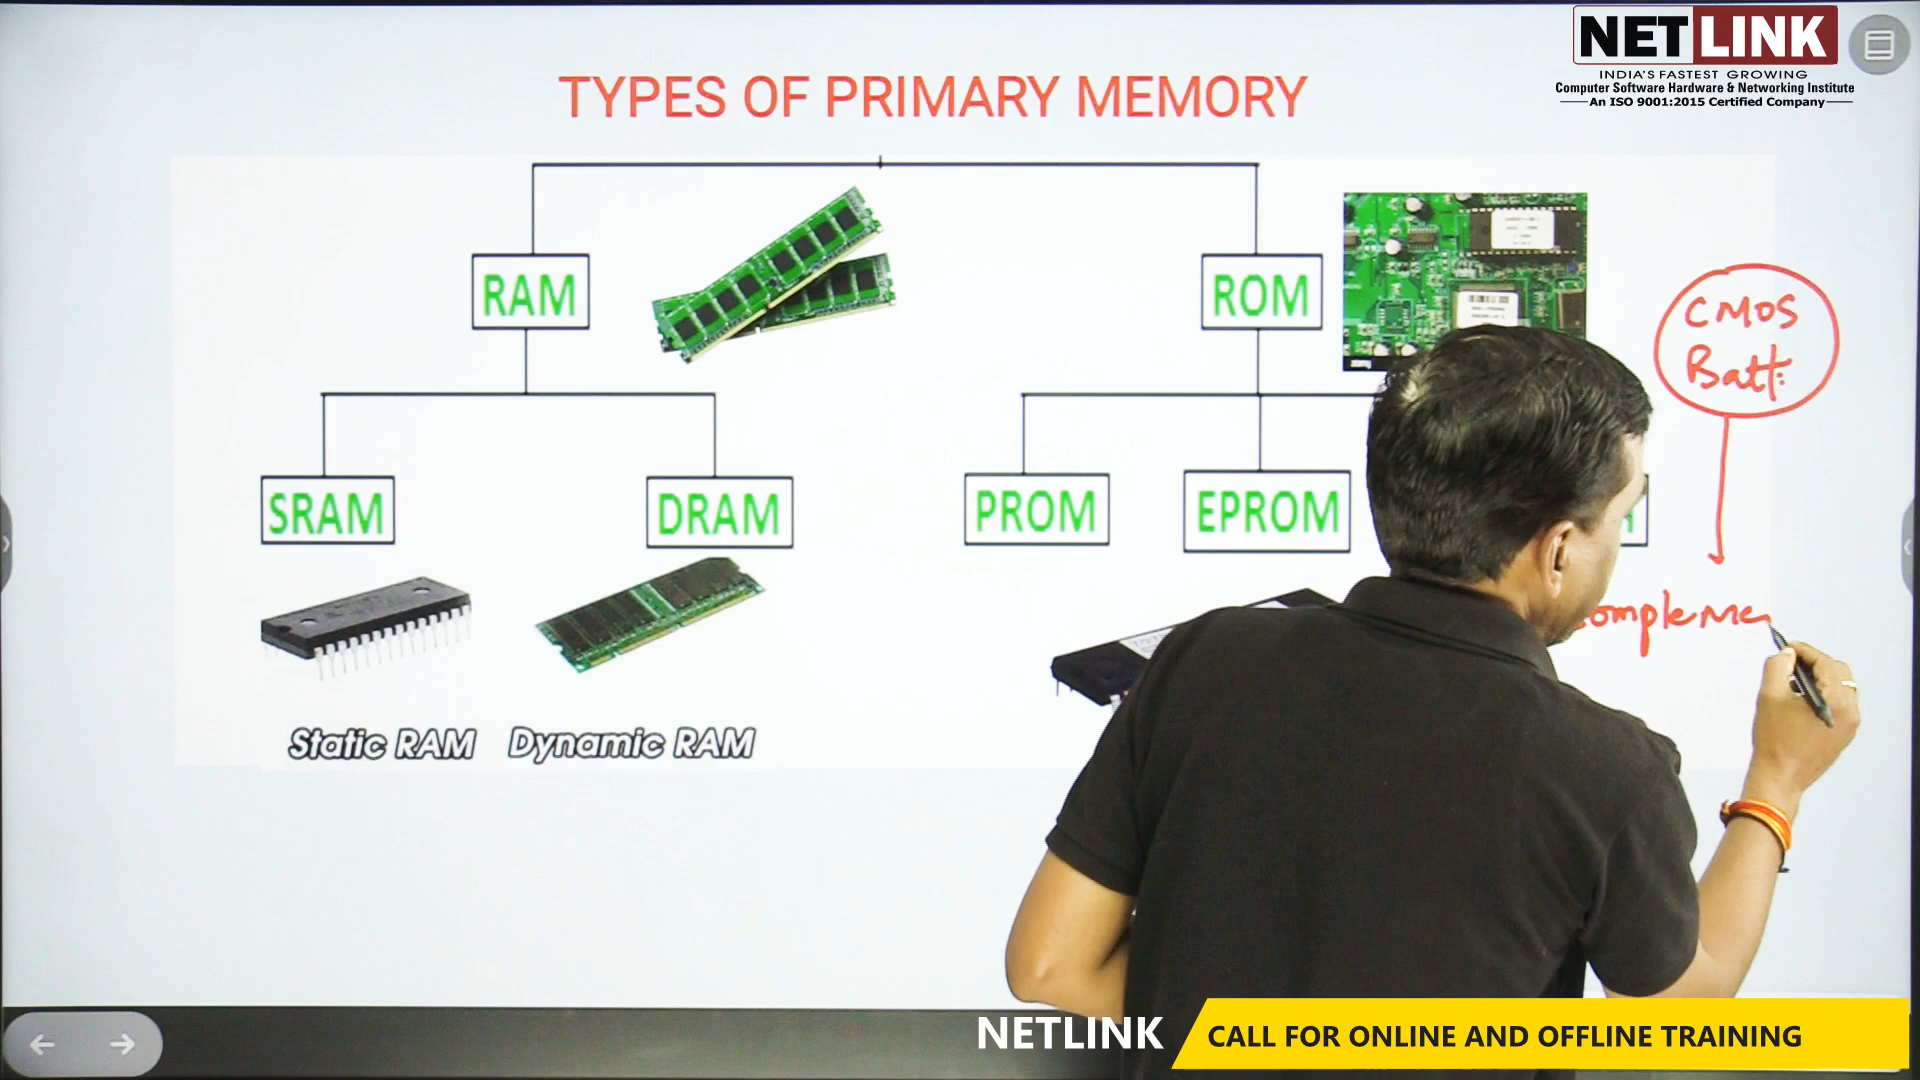 NETLINK
INDIA'S FASTEST GROWING
Computer Software Hardware & Networking Institute
An ISO 9001:2015 Certified Company
TYPES OF PRIMARY MEMORY
RAM
ROM
CMOS
Batt:
SRAM
DRAM
PROM
EPROM
compleme
Static RAM
Dynamic RAM
NETLINK
CALL FOR ONLINE AND OFFLINE TRAINING